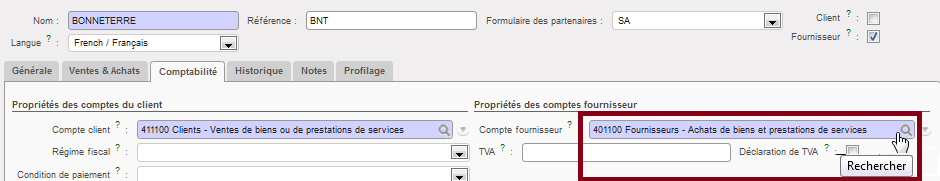 Nom : BONNETERRE Référence : BNT Formulaire des partenaires : SA Client ? :
Langue ? : French / Français Fournisseur ? :
Générale Ventes & Achats Comptabilité Historique Notes Profilage
Propriétés des comptes du client Propriétés des comptes fournisseur
Compte client ? : 411100 Clients - Ventes de biens ou de prestations de services Compte fournisseur ? : 401100 Fournisseurs - Achats de biens et prestations de services
Régime fiscal ? : TVA ? : Déclaration de TVA ? :
Condition de paiement ? : Rechercher